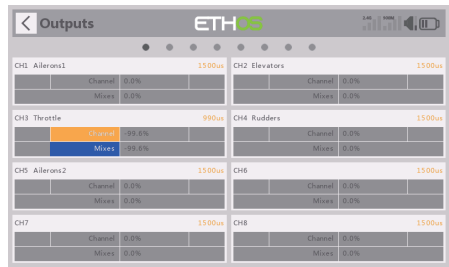 Outputs
ETHOS
2.4G 900M
CH1 Ailerons1 1500us
Channel 0.0%
Mixes 0.0%
CH2 Elevators 1500us
Channel 0.0%
Mixes 0.0%
CH3 Throttle 990us
Channel -99.6%
Mixes -99.6%
CH4 Rudders 1500us
Channel 0.0%
Mixes 0.0%
CH5 Ailerons2 1500us
Channel 0.0%
Mixes 0.0%
CH6 1500us
Channel 0.0%
Mixes 0.0%
CH7 1500us
Channel 0.0%
Mixes 0.0%
CH8 1500us
Channel 0.0%
Mixes 0.0%